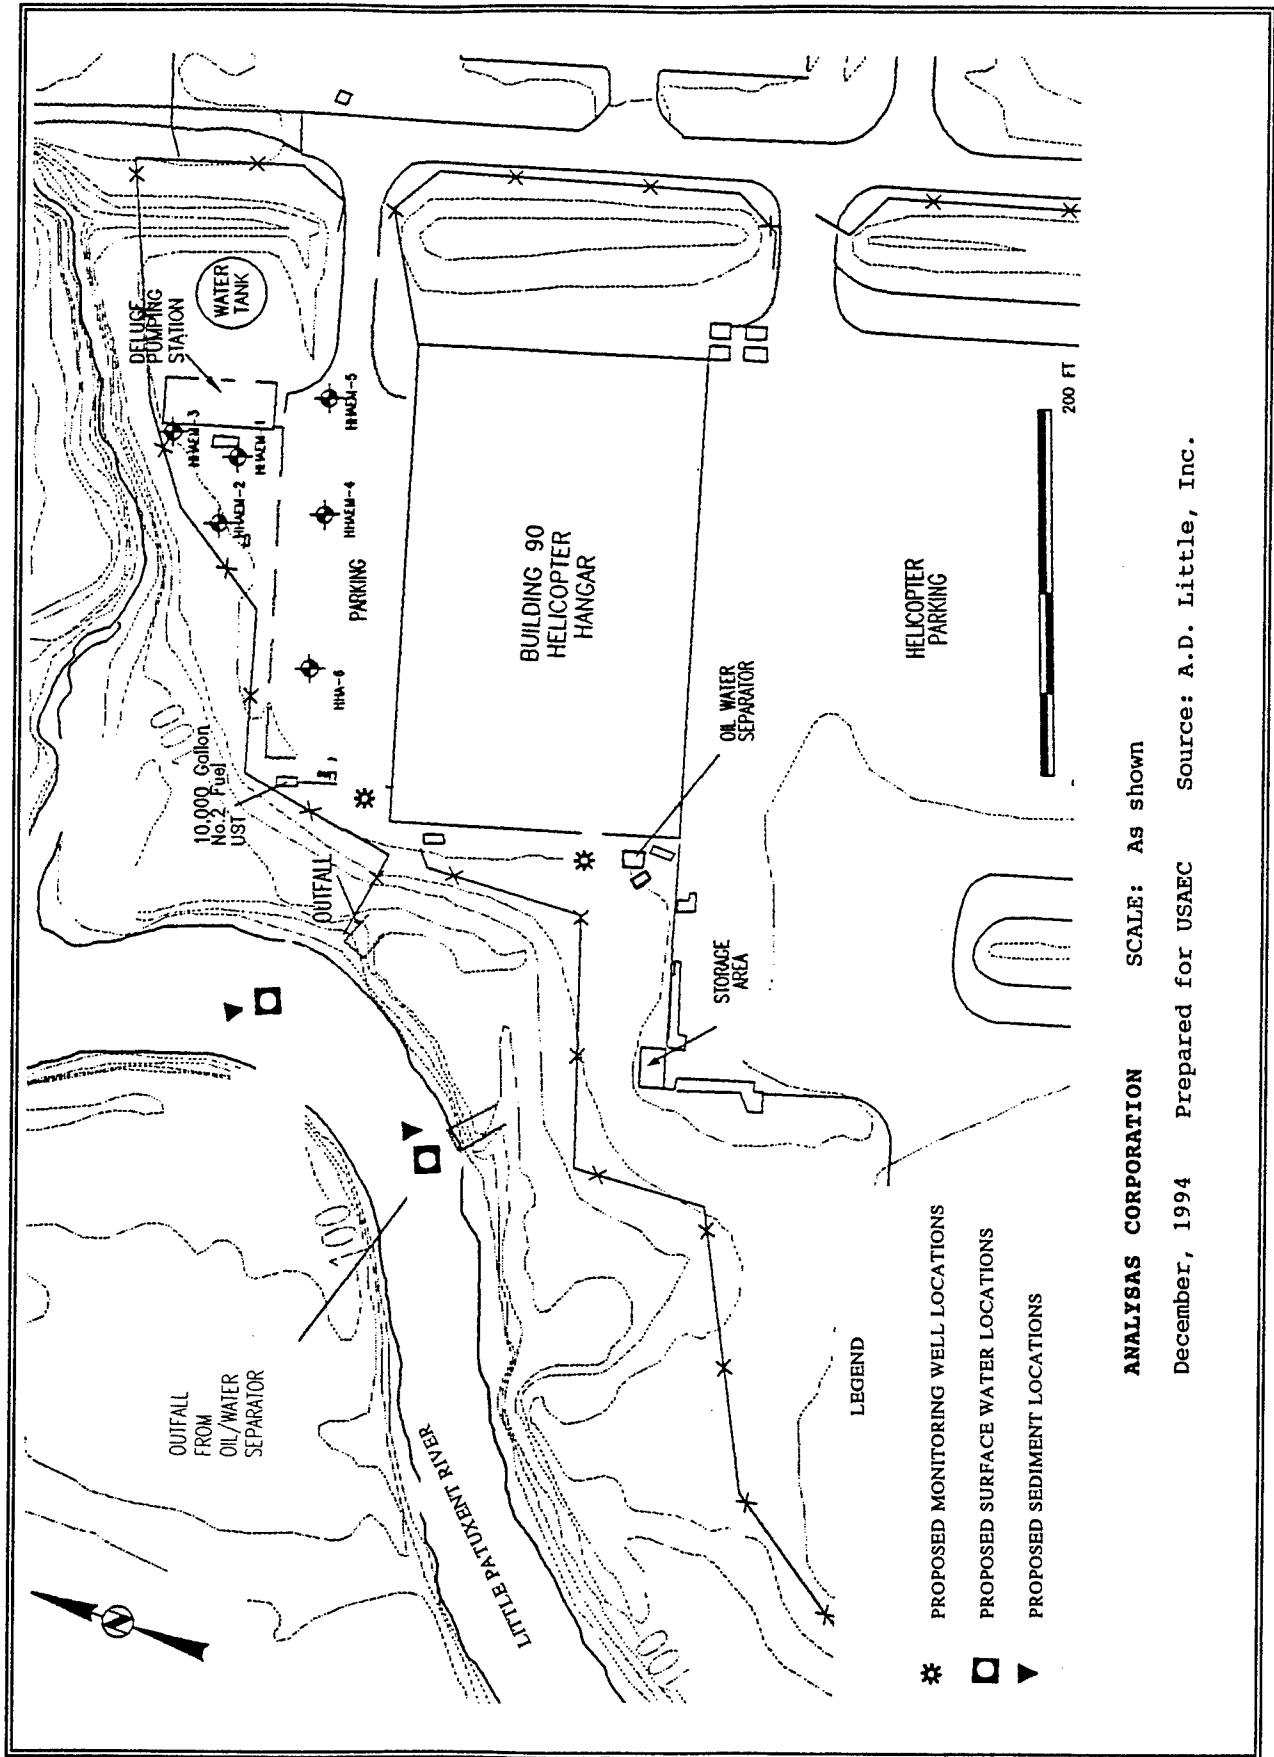 DELUGE
PUMPING
STATION
WATER
TANK
HHAEM-3
HHAEM-1
HHAEM-2
HHAEM-5
HHAEM-4
PARKING
HHA-6
100
10,000 Gallon
No.2 Fuel
UST
OUTFALL
BUILDING 90
HELICOPTER
HANGAR
OIL WATER
SEPARATOR
HELICOPTER
PARKING
200 FT
STORAGE
AREA
100
OUTFALL
FROM
OIL/WATER
SEPARATOR
LITTLE PATUXENT RIVER
100
N
LEGEND
PROPOSED MONITORING WELL LOCATIONS
PROPOSED SURFACE WATER LOCATIONS
PROPOSED SEDIMENT LOCATIONS
ANALYSAS CORPORATION SCALE: As shown
December, 1994 Prepared for USAEC Source: A.D. Little, Inc.